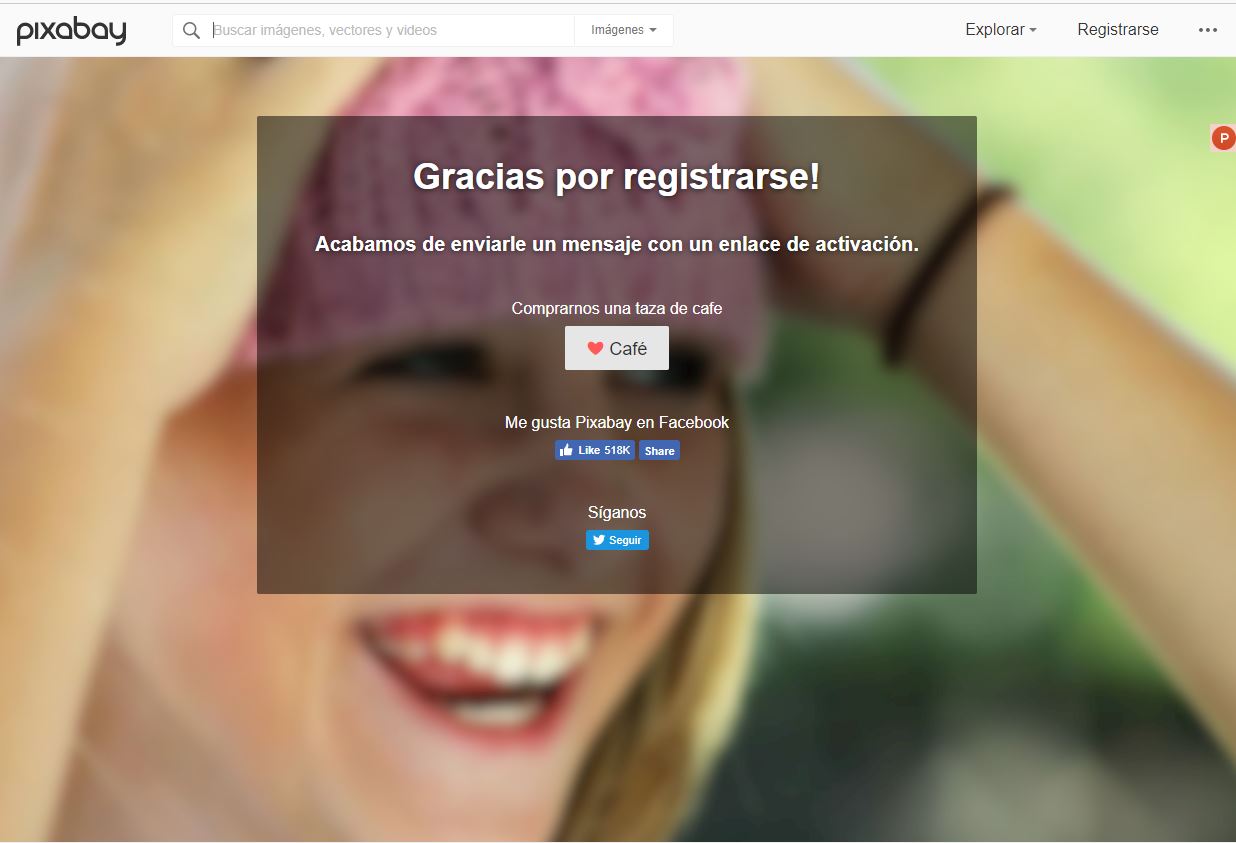 pixabay
Buscar imágenes, vectores y videos
Imágenes
Explorar
Registrarse
P
Gracias por registrarse!
Acabamos de enviarle un mensaje con un enlace de activación.
Comprarnos una taza de cafe
Café
Me gusta Pixabay en Facebook
Like 518K
Share
Síganos
Seguir